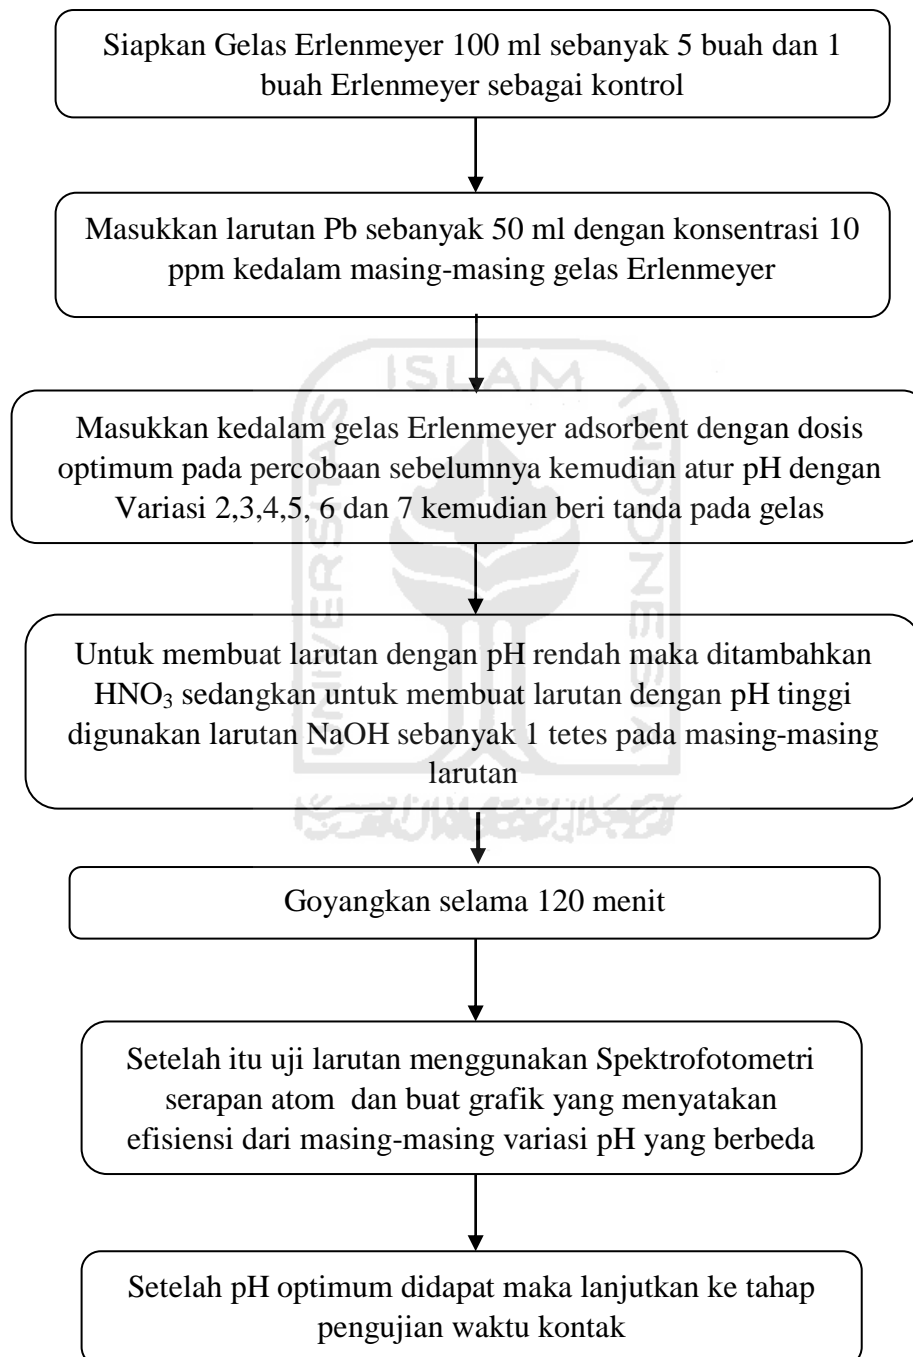 Siapkan Gelas Erlenmeyer 100 ml sebanyak 5 buah dan 1
buah Erlenmeyer sebagai kontrol
Masukkan larutan Pb sebanyak 50 ml dengan konsentrasi 10
ppm kedalam masing-masing gelas Erlenmeyer
ISLAM
UNIVERSITAS
INDONESIA
Masukkan kedalam gelas Erlenmeyer adsorbent dengan dosis
optimum pada percobaan sebelumnya kemudian atur pH dengan
Variasi 2,3,4,5, 6 dan 7 kemudian beri tanda pada gelas
Untuk membuat larutan dengan pH rendah maka ditambahkan
HNO₃ sedangkan untuk membuat larutan dengan pH tinggi
digunakan larutan NaOH sebanyak 1 tetes pada masing-masing
larutan
Goyangkan selama 120 menit
Setelah itu uji larutan menggunakan Spektrofotometri
serapan atom  dan buat grafik yang menyatakan
efisiensi dari masing-masing variasi pH yang berbeda
Setelah pH optimum didapat maka lanjutkan ke tahap
pengujian waktu kontak